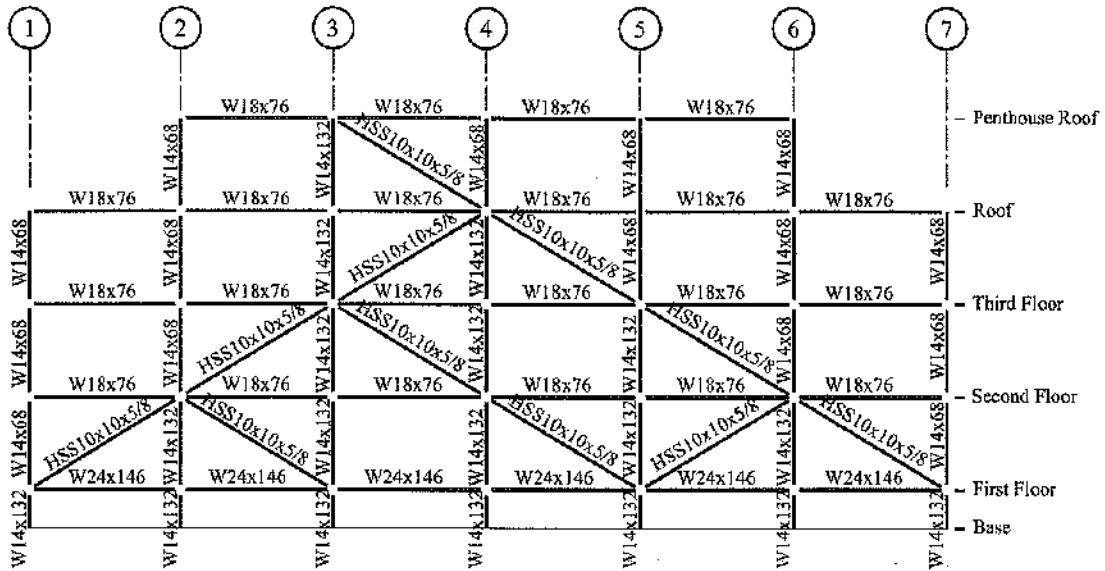 1 2 3 4 5 6 7
W18x76 W18x76 W18x76 W18x76 Penthouse Roof
W14x68
W14x132
HSS10x10x5/8
W14x68
W14x68
W14x68
W18x76 W18x76 W18x76 W18x76 W18x76 W18x76 Roof
W14x68
W14x68
W14x132
HSS10x10x5/8
W14x132
HSS10x10x5/8
W14x68
W14x68
W14x68
W18x76 W18x76 W18x76 W18x76 W18x76 W18x76 Third Floor
W14x68
W14x68
HSS10x10x5/8
W14x132
HSS10x10x5/8
W14x132
W14x132
HSS10x10x5/8
W14x68
W14x68
W18x76 W18x76 W18x76 W18x76 W18x76 W18x76 Second Floor
W14x68
HSS10x10x5/8
W14x132
HSS10x10x5/8
W14x132
W14x132
HSS10x10x5/8
W14x132
HSS10x10x5/8
W14x132
HSS10x10x5/8
W14x68
W24x146 W24x146 W24x146 W24x146 W24x146 W24x146 First Floor
W14x132
W14x132
W14x132
W14x132
W14x132
W14x132
W14x132
Base